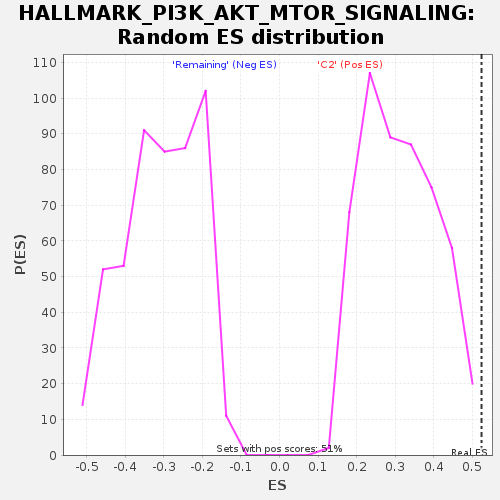 HALLMARK_PI3K_AKT_MTOR_SIGNALING:
Random ES distribution
'Remaining' (Neg ES) 'C2' (Pos ES)
110
100
90
80
70
60
50
40
30
20
10
0
P(ES)
Sets with pos scores: 51%
Real ES
-0.5 -0.4 -0.3 -0.2 -0.1 0.0 0.1 0.2 0.3 0.4 0.5
ES